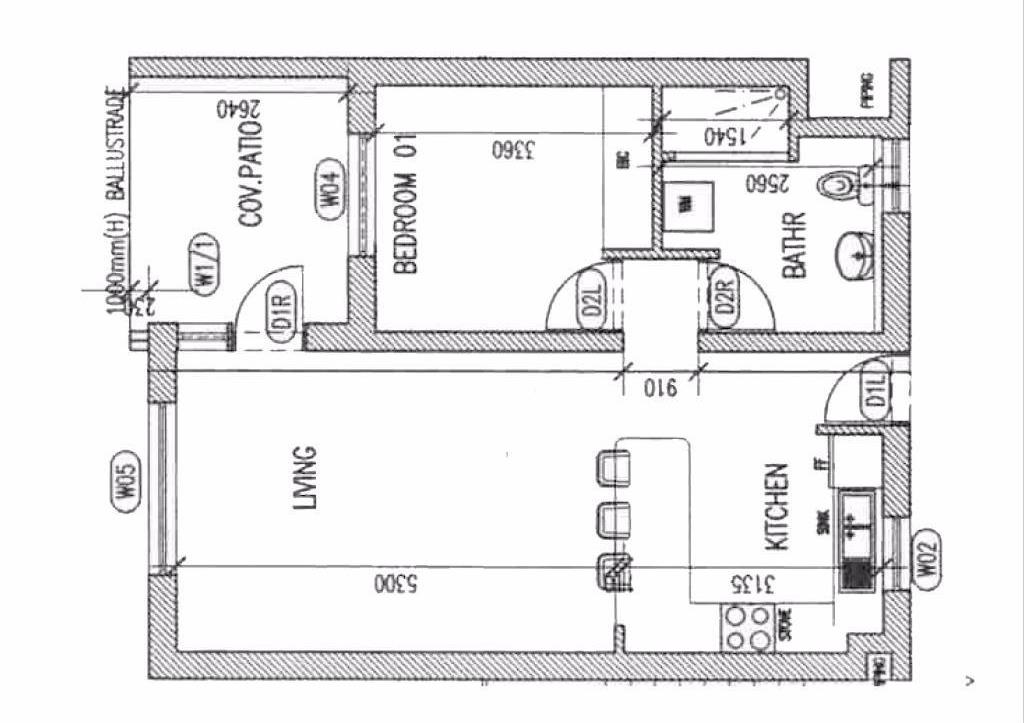 1000mm(H) BALLUSTRADE
2640
COV.PATIO
W04
W1/1
D1R
BEDROOM 01
3360
BIC
D2L
1540
2560
BATHR
D2R
PIPING
910
D1L
W05
LIVING
5300
KITCHEN
FF
SINK
3135
STOVE
W02
PIPING
>